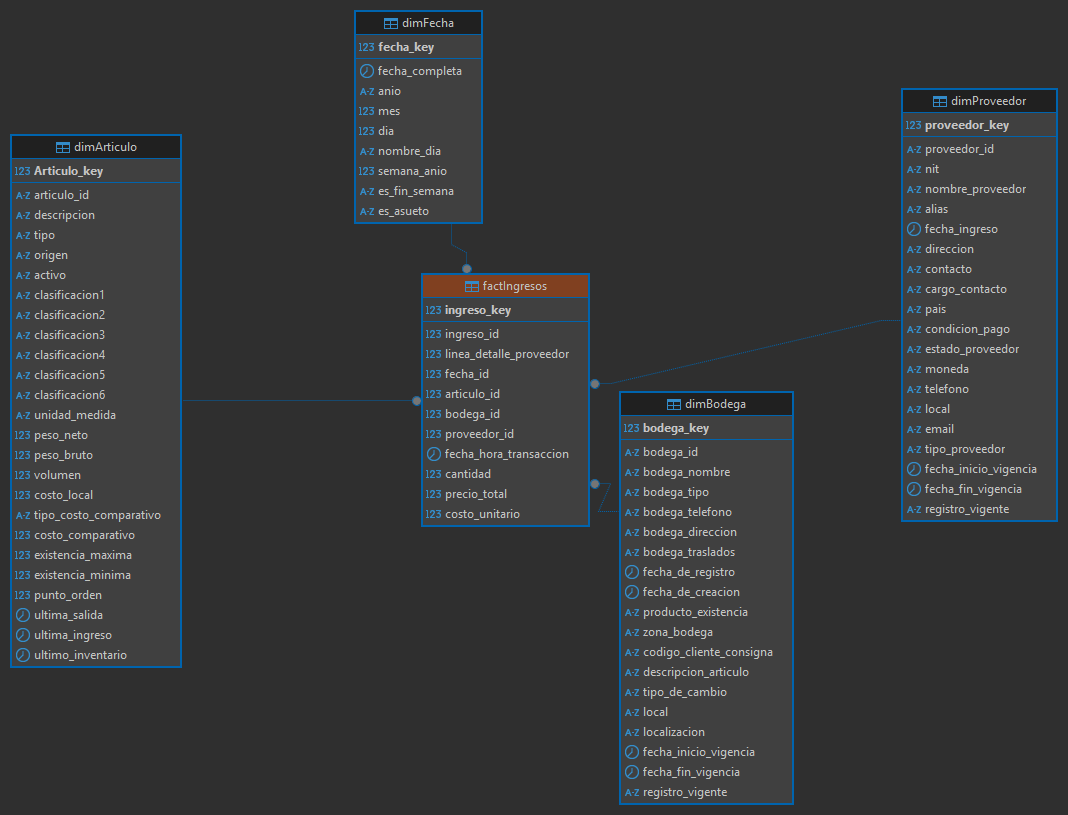 dimFecha
123 fecha_key
fecha_completa
A-Z anio
123 mes
123 dia
A-Z nombre_dia
123 semana_anio
A-Z es_fin_semana
A-Z es_asueto
dimArticulo
123 Articulo_key
A-Z articulo_id
A-Z descripcion
A-Z tipo
A-Z origen
A-Z activo
A-Z clasificacion1
A-Z clasificacion2
A-Z clasificacion3
A-Z clasificacion4
A-Z clasificacion5
A-Z clasificacion6
A-Z unidad_medida
123 peso_neto
123 peso_bruto
123 volumen
123 costo_local
A-Z tipo_costo_comparativo
123 costo_comparativo
123 existencia_maxima
123 existencia_minima
123 punto_orden
ultima_salida
ultima_ingreso
ultimo_inventario
factIngresos
123 ingreso_key
123 ingreso_id
123 linea_detalle_proveedor
123 fecha_id
123 articulo_id
123 bodega_id
123 proveedor_id
fecha_hora_transaccion
123 cantidad
123 precio_total
123 costo_unitario
dimBodega
123 bodega_key
A-Z bodega_id
A-Z bodega_nombre
A-Z bodega_tipo
A-Z bodega_telefono
A-Z bodega_direccion
A-Z bodega_traslados
fecha_de_registro
fecha_de_creacion
A-Z producto_existencia
A-Z zona_bodega
A-Z codigo_cliente_consigna
A-Z descripcion_articulo
A-Z tipo_de_cambio
A-Z local
A-Z localizacion
fecha_inicio_vigencia
fecha_fin_vigencia
A-Z registro_vigente
dimProveedor
123 proveedor_key
A-Z proveedor_id
A-Z nit
A-Z nombre_proveedor
A-Z alias
fecha_ingreso
A-Z direccion
A-Z contacto
A-Z cargo_contacto
A-Z pais
A-Z condicion_pago
A-Z estado_proveedor
A-Z moneda
A-Z telefono
A-Z local
A-Z email
A-Z tipo_proveedor
fecha_inicio_vigencia
fecha_fin_vigencia
A-Z registro_vigente